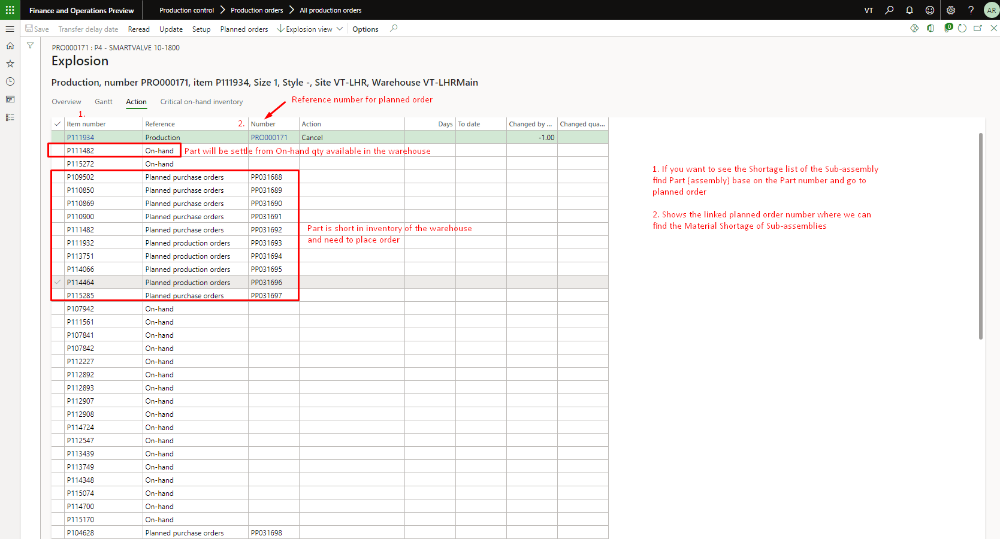 Finance and Operations Preview
Production control > Production orders > All production orders
VT
AR
Save
Transfer delay date
Reread
Update
Setup
Planned orders
Explosion view
Options
0
PRO000171 : P4 - SMARTVALVE 10-1800
Explosion
Production, number PRO000171, item P111934, Size 1, Style -, Site VT-LHR, Warehouse VT-LHRMain
Overview Gantt Action Critical on-hand inventory
Reference number for planned order
1.
2.
Item number Reference Number Action Days To date Changed by ... Changed qua...
P111934 Production PRO000171 Cancel -1.00
P111482 On-hand
Part will be settle from On-hand qty available in the warehouse
P115272 On-hand
P109502 Planned purchase orders PP031688
P110850 Planned purchase orders PP031689
P110869 Planned purchase orders PP031690
P110900 Planned purchase orders PP031691
P111482 Planned purchase orders PP031692
P111932 Planned production orders PP031693
P113751 Planned production orders PP031694
P114066 Planned production orders PP031695
P114464 Planned production orders PP031696
P115285 Planned purchase orders PP031697
Part is short in inventory of the warehouse
and need to place order
P107942 On-hand
P111561 On-hand
P107841 On-hand
P107842 On-hand
P112227 On-hand
P112892 On-hand
P112893 On-hand
P112907 On-hand
P112908 On-hand
P114724 On-hand
P112547 On-hand
P113439 On-hand
P113749 On-hand
P114348 On-hand
P115074 On-hand
P114700 On-hand
P115170 On-hand
P104628 Planned purchase orders PP031698
1. If you want to see the Shortage list of the Sub-assembly
find Part (assembly) base on the Part number and go to
planned order
2. Shows the linked planned order number where we can
find the Material Shortage of Sub-assemblies